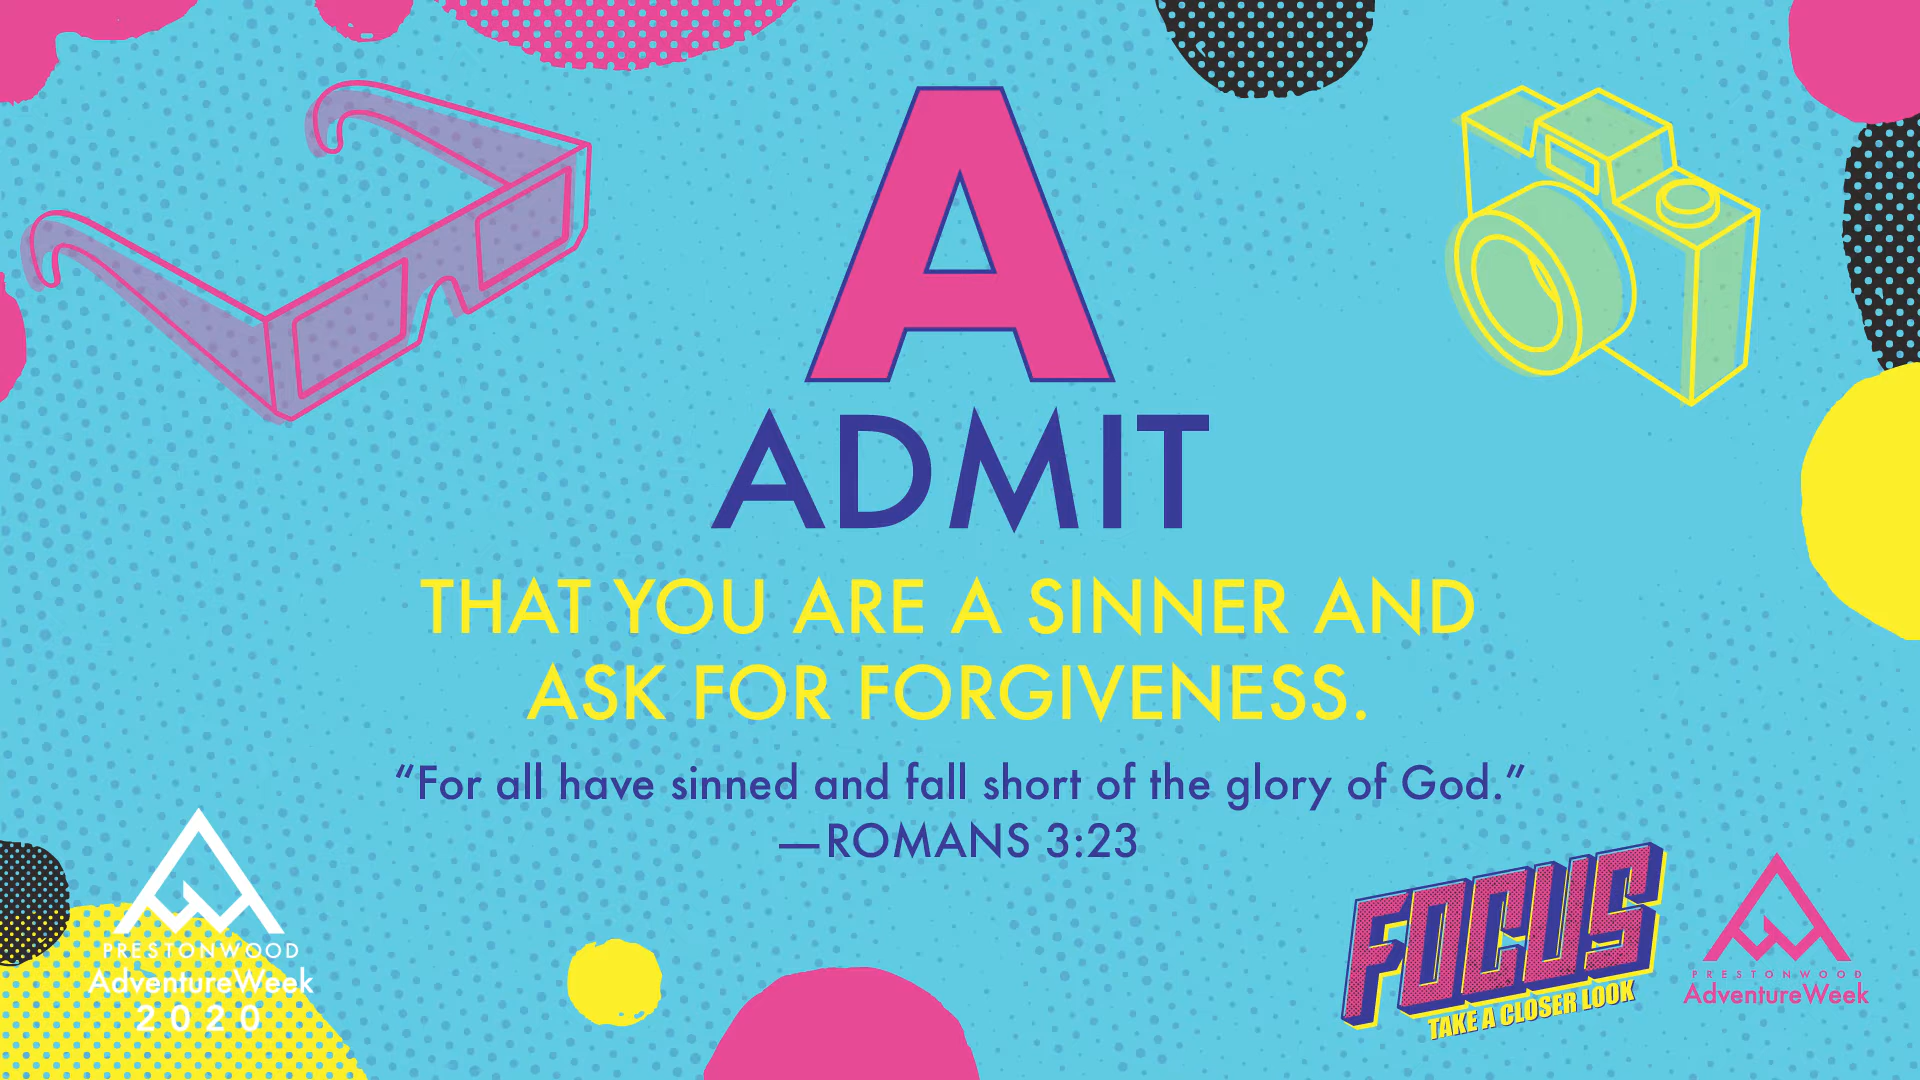 A
ADMIT
THAT YOU ARE A SINNER AND
ASK FOR FORGIVENESS.
“For all have sinned and fall short of the glory of God.”
—ROMANS 3:23
PRESTONWOOD
AdventureWeek
2020
FOCUS
TAKE A CLOSER LOOK
PRESTONWOOD
AdventureWeek